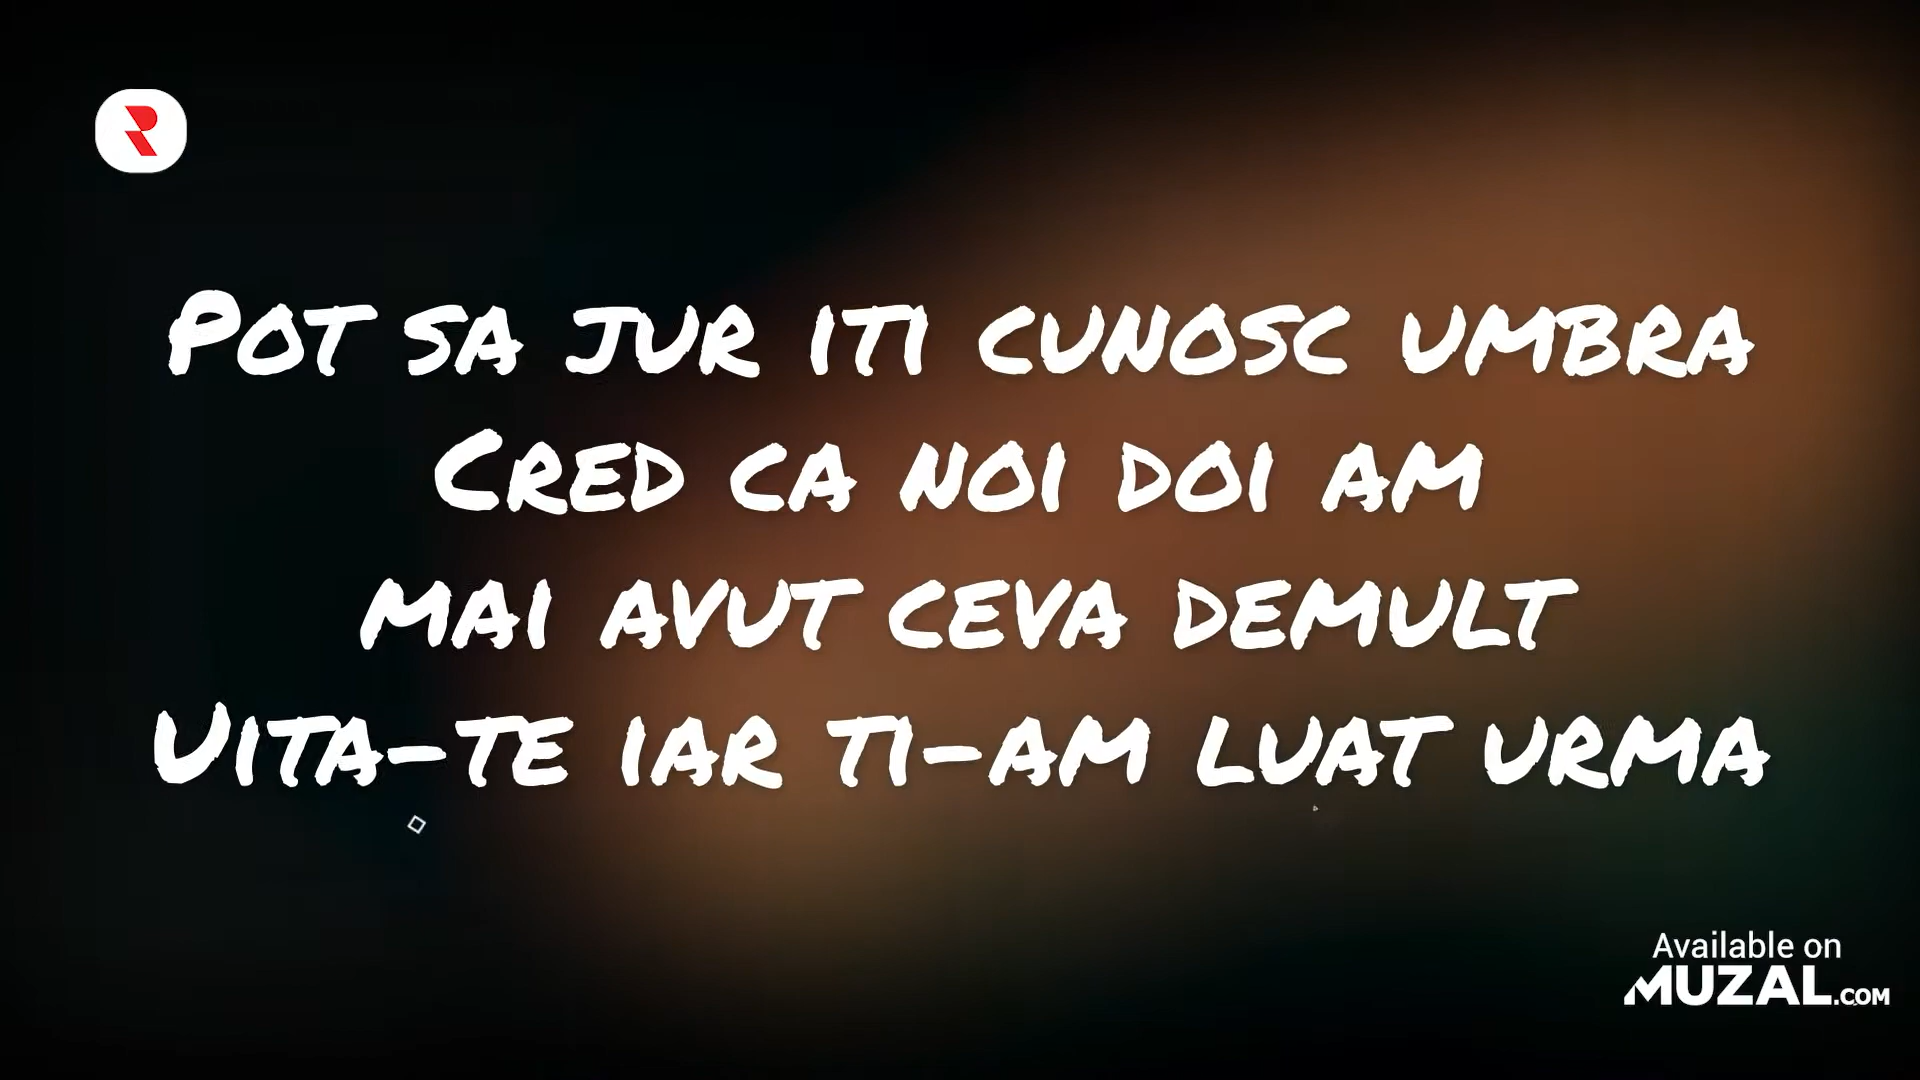 R
Pot sa jur iti cunosc umbra
Cred ca noi doi am
mai avut ceva demult
Uita-te iar ti-am luat urma
Available on
MUZAL.COM